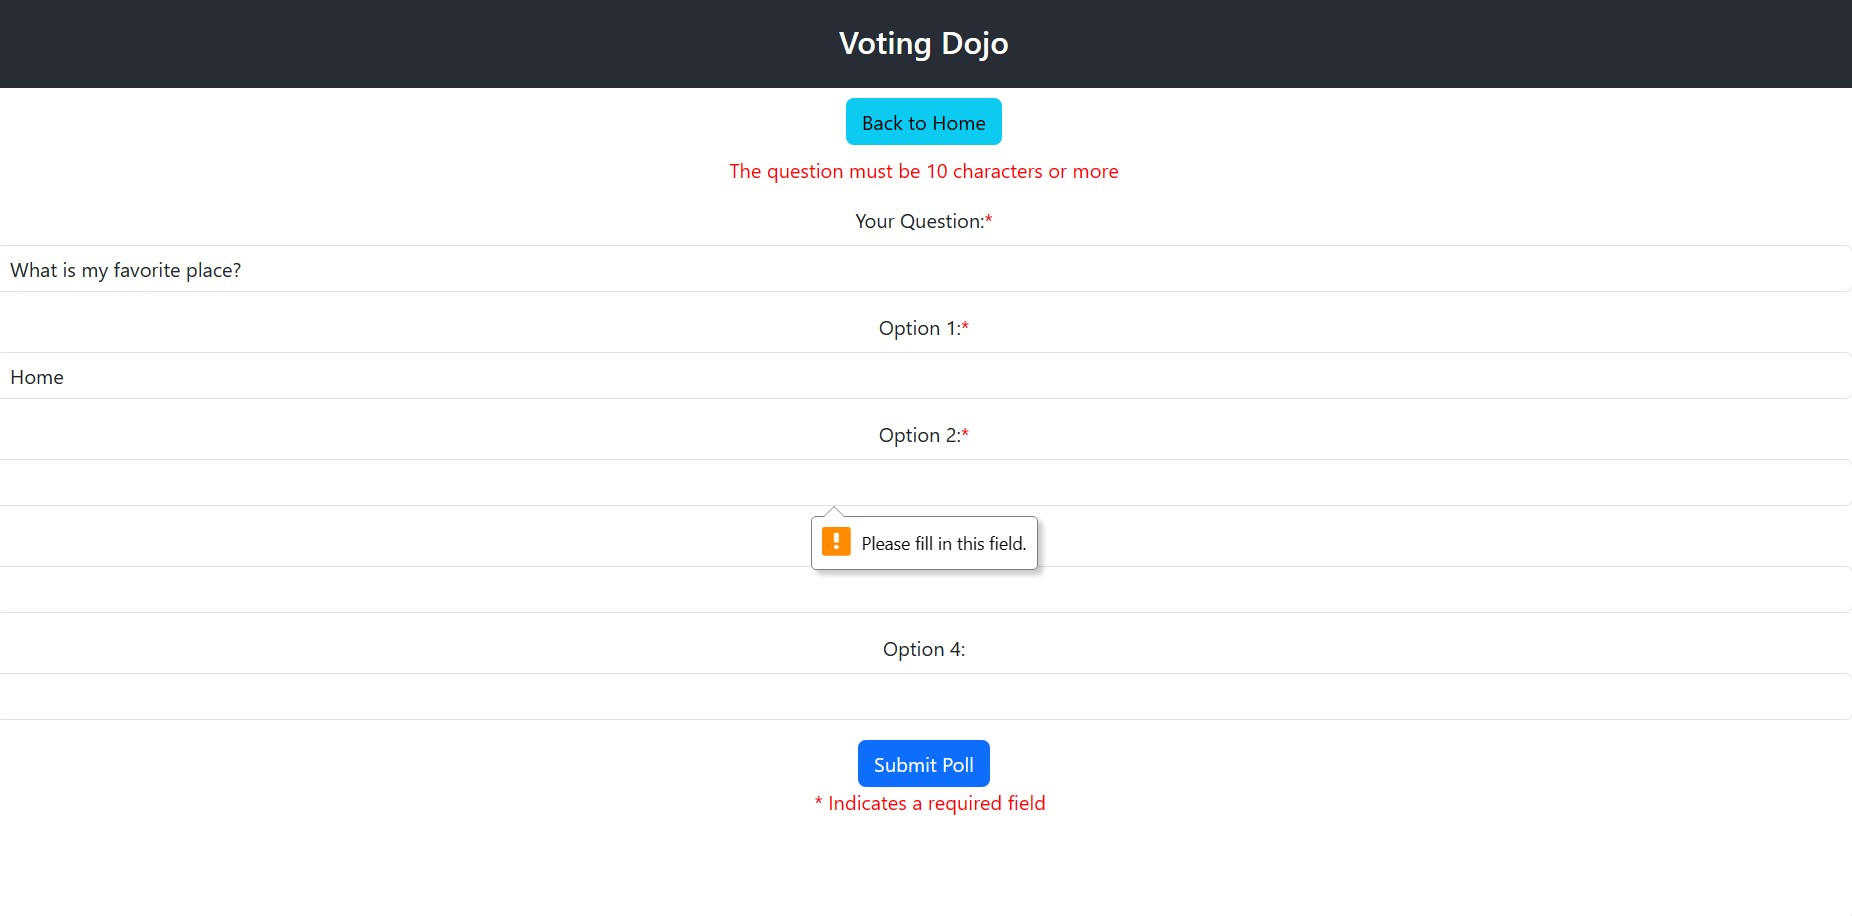 Voting Dojo
Back to Home
The question must be 10 characters or more
Your Question:*
What is my favorite place?
Option 1:*
Home
Option 2:*
Please fill in this field.
Option 4:
Submit Poll
* Indicates a required field